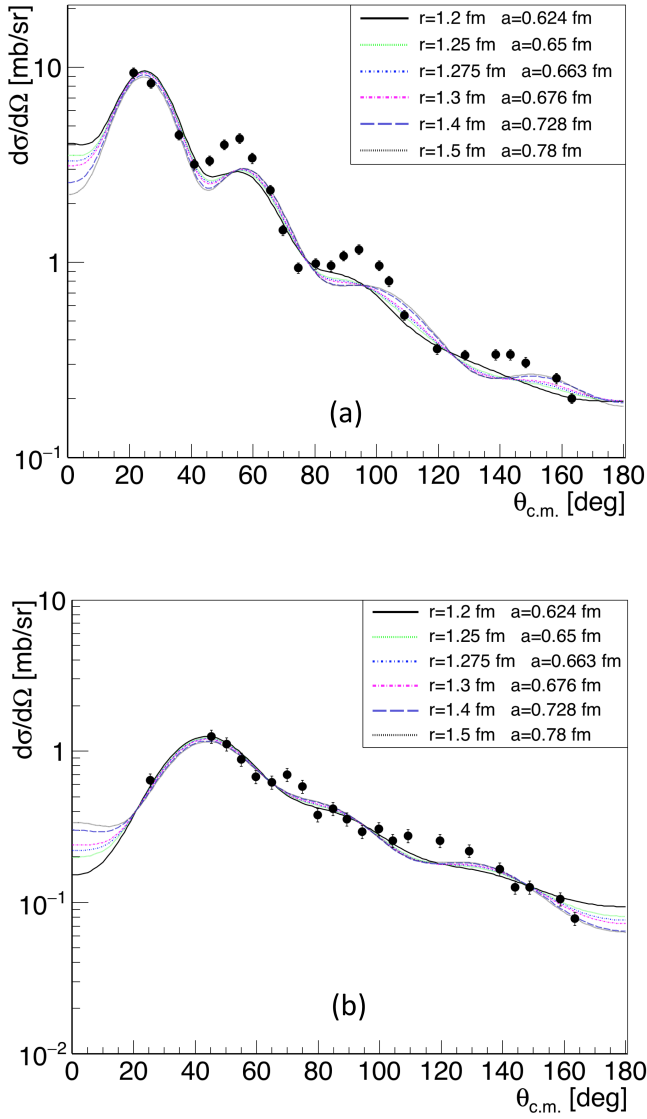 dσ/dΩ [mb/sr]
r=1.2 fm a=0.624 fm
r=1.25 fm a=0.65 fm
r=1.275 fm a=0.663 fm
r=1.3 fm a=0.676 fm
r=1.4 fm a=0.728 fm
r=1.5 fm a=0.78 fm
10
1
10⁻¹
(a)
0 20 40 60 80 100 120 140 160 180
θc.m. [deg]
dσ/dΩ [mb/sr]
r=1.2 fm a=0.624 fm
r=1.25 fm a=0.65 fm
r=1.275 fm a=0.663 fm
r=1.3 fm a=0.676 fm
r=1.4 fm a=0.728 fm
r=1.5 fm a=0.78 fm
10
1
10⁻¹
10⁻²
(b)
0 20 40 60 80 100 120 140 160 180
θc.m. [deg]